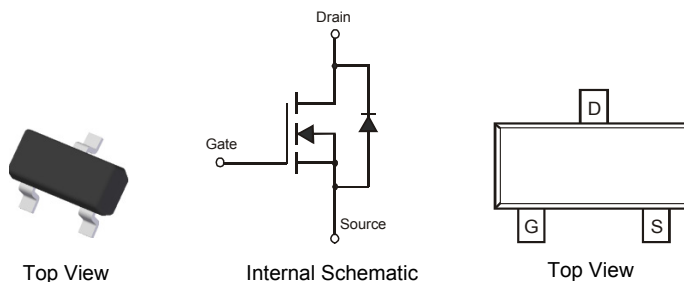 Drain
D
Gate
G
S
Source
Top View
Internal Schematic
Top View